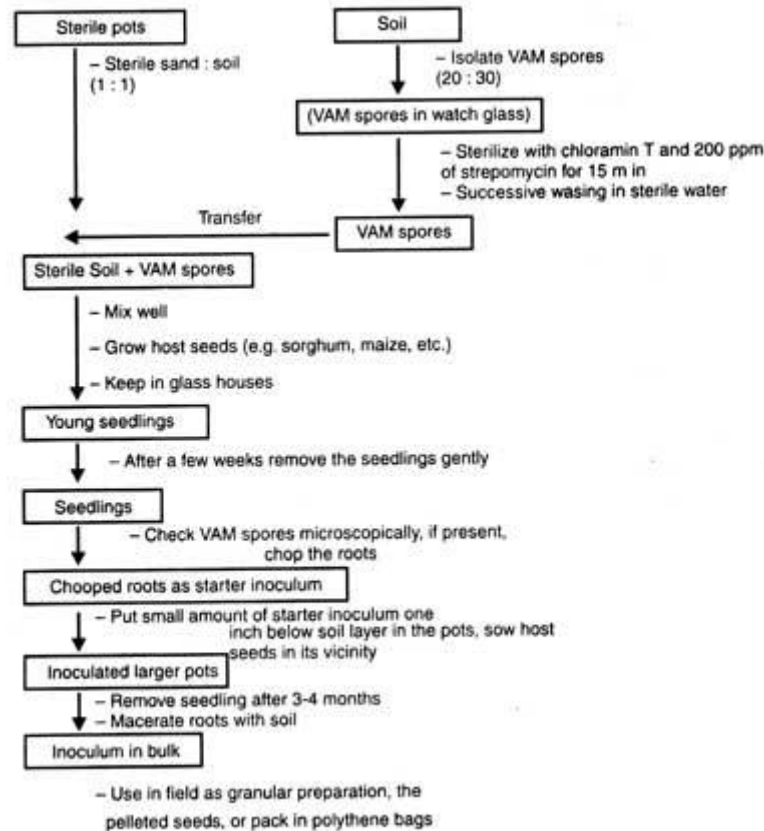 Sterile pots
Soil
– Sterile sand : soil
(1 : 1)
– Isolate VAM spores
(20 : 30)
(VAM spores in watch glass)
– Sterilize with chloramin T and 200 ppm
of strepomycin for 15 m in
– Successive wasing in sterile water
Transfer
VAM spores
Sterile Soil + VAM spores
– Mix well
– Grow host seeds (e.g. sorghum, maize, etc.)
– Keep in glass houses
Young seedlings
– After a few weeks remove the seedlings gently
Seedlings
– Check VAM spores microscopically, if present,
chop the roots
Chooped roots as starter inoculum
– Put small amount of starter inoculum one
inch below soil layer in the pots, sow host
seeds in its vicinity
Inoculated larger pots
– Remove seedling after 3-4 months
– Macerate roots with soil
Inoculum in bulk
– Use in field as granular preparation, the
pelleted seeds, or pack in polythene bags